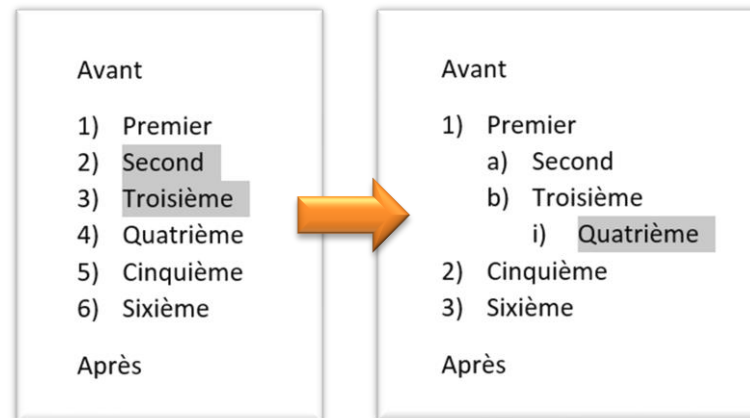 Avant
1) Premier
2) Second
3) Troisième
4) Quatrième
5) Cinquième
6) Sixième
Après
Avant
1) Premier
a) Second
b) Troisième
i) Quatrième
2) Cinquième
3) Sixième
Après